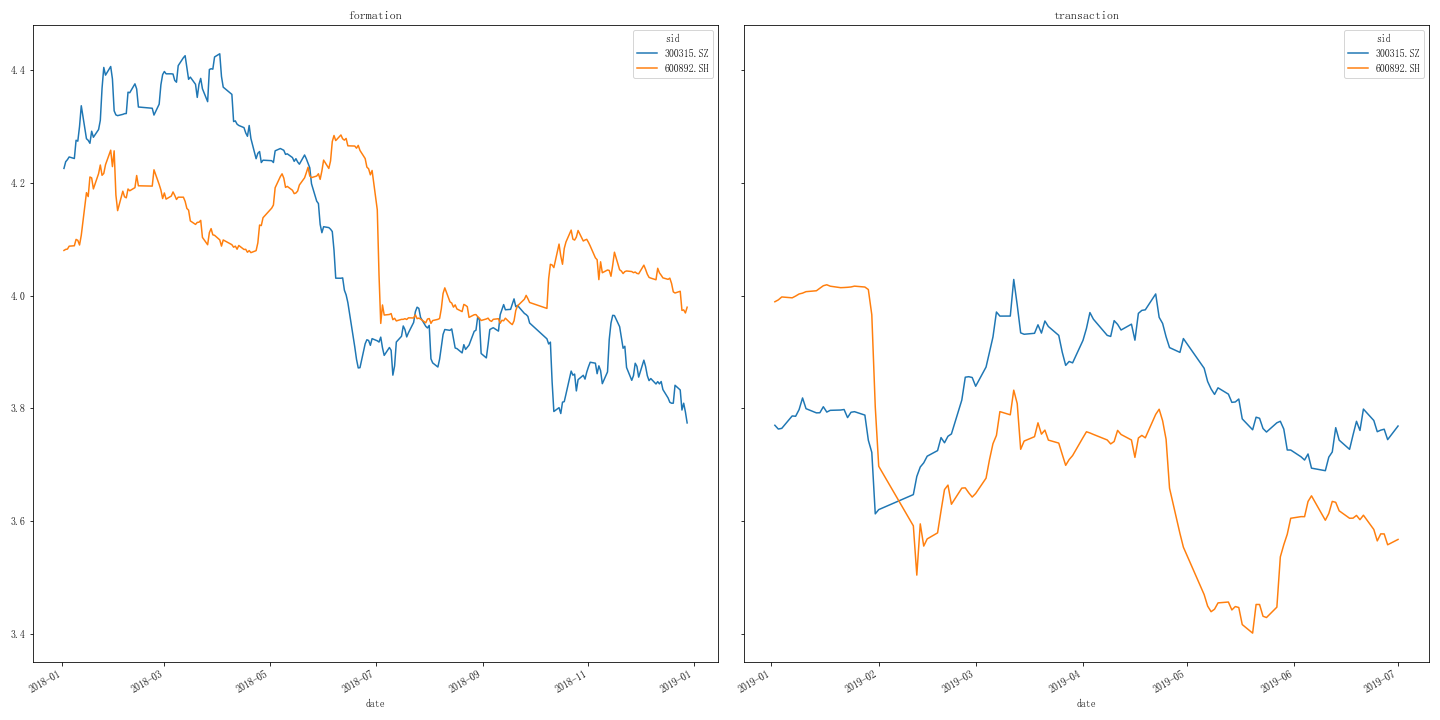 formation
sid
300315.SZ
600892.SH
4.4
4.2
4.0
3.8
3.6
3.4
2018-01
2018-03
2018-05
2018-07
2018-09
2018-11
2019-01
date
transaction
sid
300315.SZ
600892.SH
2019-01
2019-02
2019-03
2019-04
2019-05
2019-06
2019-07
date